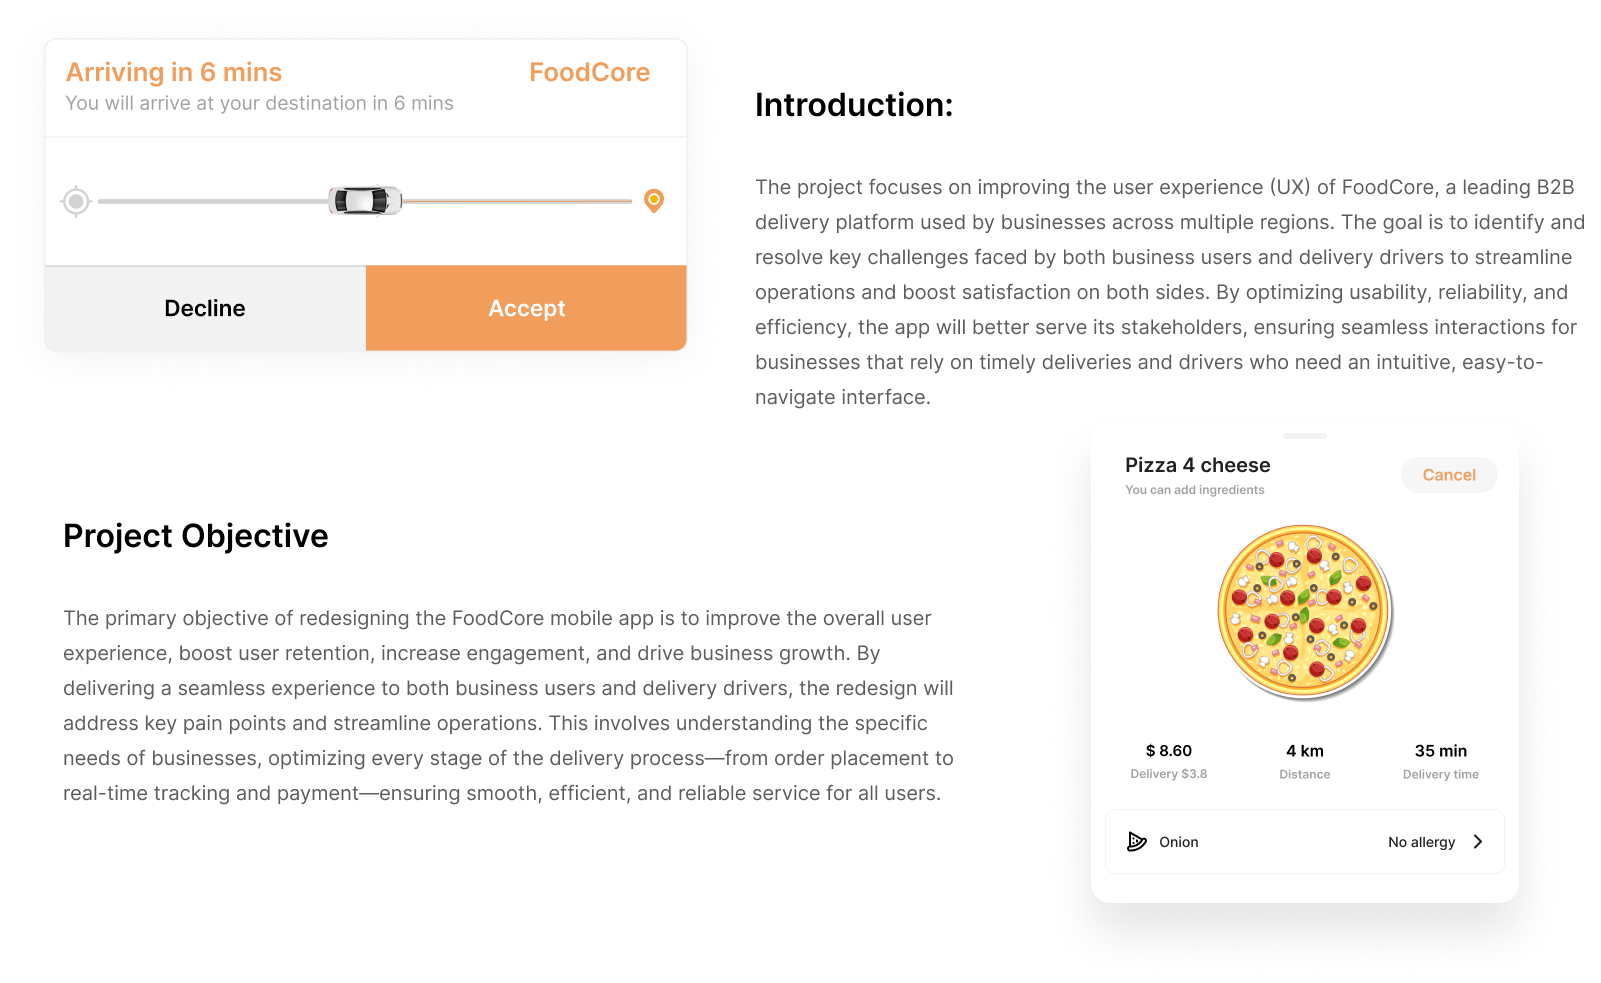 Arriving in 6 mins
FoodCore
You will arrive at your destination in 6 mins
Decline
Accept
Introduction:
The project focuses on improving the user experience (UX) of FoodCore, a leading B2B
delivery platform used by businesses across multiple regions. The goal is to identify and
resolve key challenges faced by both business users and delivery drivers to streamline
operations and boost satisfaction on both sides. By optimizing usability, reliability, and
efficiency, the app will better serve its stakeholders, ensuring seamless interactions for
businesses that rely on timely deliveries and drivers who need an intuitive, easy-to-
navigate interface.
Project Objective
The primary objective of redesigning the FoodCore mobile app is to improve the overall user
experience, boost user retention, increase engagement, and drive business growth. By
delivering a seamless experience to both business users and delivery drivers, the redesign will
address key pain points and streamline operations. This involves understanding the specific
needs of businesses, optimizing every stage of the delivery process—from order placement to
real-time tracking and payment—ensuring smooth, efficient, and reliable service for all users.
Pizza 4 cheese
You can add ingredients
Cancel
$ 8.60
Delivery $3.8
4 km
Distance
35 min
Delivery time
Onion
No allergy